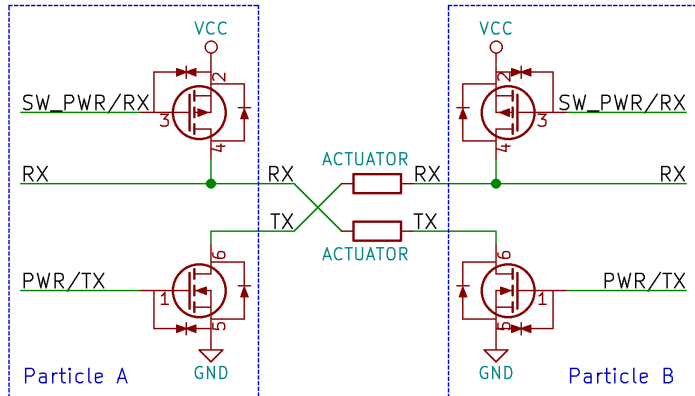 VCC VCC
2 2
SW_PWR/RX SW_PWR/RX
3 3
4 4
ACTUATOR
RX RX RX RX
TX TX
ACTUATOR
6 6
PWR/TX PWR/TX
1 1
5 5
GND GND
Particle A Particle B